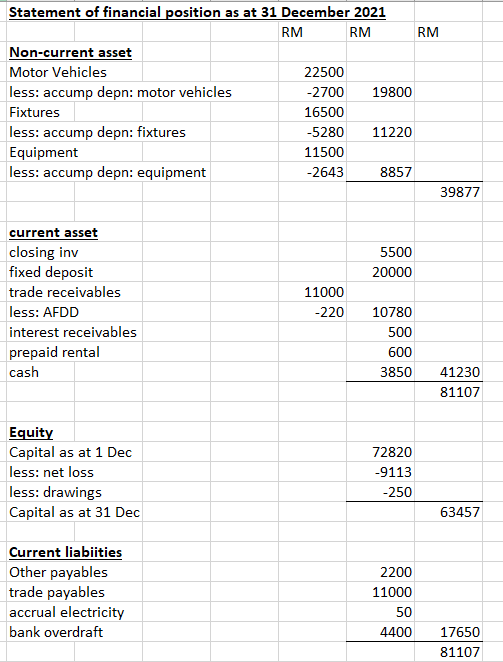 Statement of financial position as at 31 December 2021
RM RM RM
Non-current asset
Motor Vehicles 22500
less: accump depn: motor vehicles -2700 19800
Fixtures 16500
less: accump depn: fixtures -5280 11220
Equipment 11500
less: accump depn: equipment -2643 8857
39877
current asset
closing inv 5500
fixed deposit 20000
trade receivables 11000
less: AFDD -220 10780
interest receivables 500
prepaid rental 600
cash 3850 41230
81107
Equity
Capital as at 1 Dec 72820
less: net loss -9113
less: drawings -250
Capital as at 31 Dec 63457
Current liabiities
Other payables 2200
trade payables 11000
accrual electricity 50
bank overdraft 4400 17650
81107